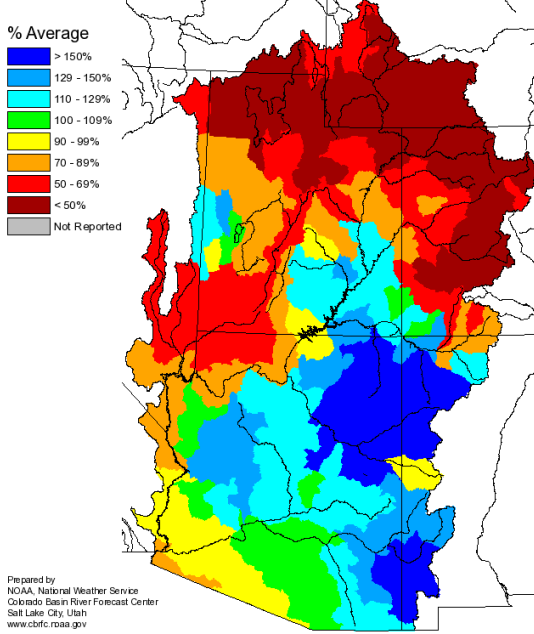 % Average
> 150%
129 - 150%
110 - 129%
100 - 109%
90 - 99%
70 - 89%
50 - 69%
< 50%
Not Reported
Prepared by
NOAA, National Weather Service
Colorado Basin River Forecast Center
Salt Lake City, Utah
www.cbrfc.noaa.gov